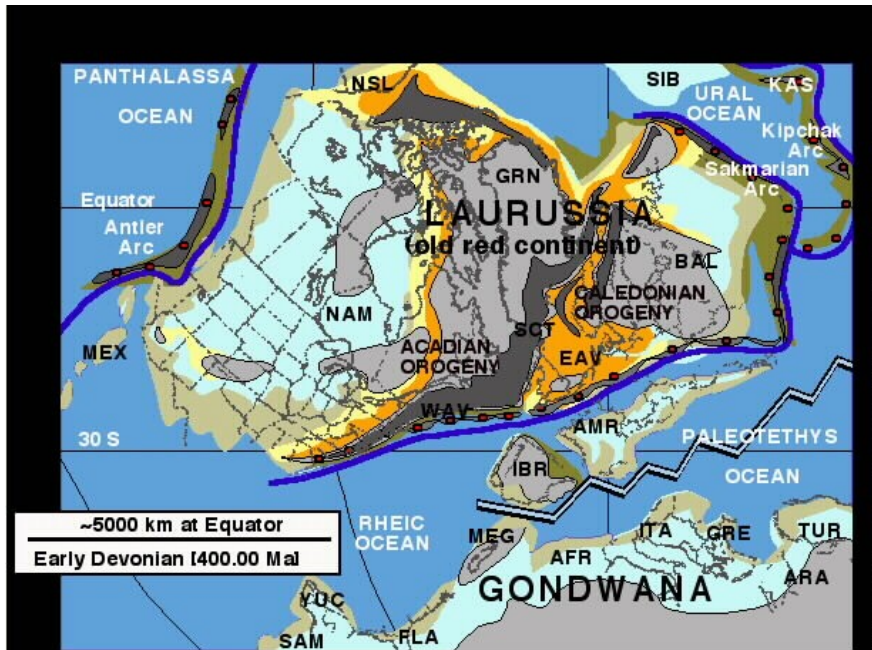 PANTHALASSA
OCEAN
NSL
SIB
KAS
URAL
OCEAN
Kipchak
Arc
Sakmarian
Arc
Equator
Antler
Arc
GRN
LAURUSSIA
(old red continent)
BAL
NAM
CALEDONIAN
OROGENY
SCT
MEX
ACADIAN
OROGENY
EAV
WAV
AMR
30 S
PALEOTETHYS
OCEAN
IBR
~5000 km at Equator
Early Devonian [400.00 Ma]
RHEIC
OCEAN
MEG
AFR
ITA
GRE
TUR
GONDWANA
ARA
YUC
SAM
FLA